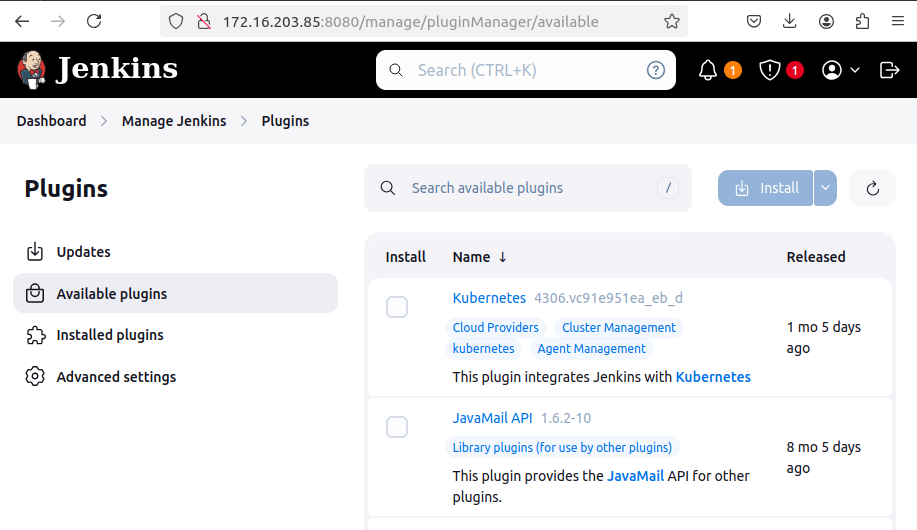 172.16.203.85:8080/manage/pluginManager/available
Jenkins
Search (CTRL+K)
?
1
1
Dashboard > Manage Jenkins > Plugins
Plugins
Search available plugins
/
Install
Updates
Available plugins
Installed plugins
Advanced settings
Install Name ↓ Released
Kubernetes 4306.vc91e951ea_eb_d
Cloud Providers Cluster Management
kubernetes Agent Management
This plugin integrates Jenkins with Kubernetes
1 mo 5 days
ago
JavaMail API 1.6.2-10
Library plugins (for use by other plugins)
This plugin provides the JavaMail API for other
plugins.
8 mo 5 days
ago